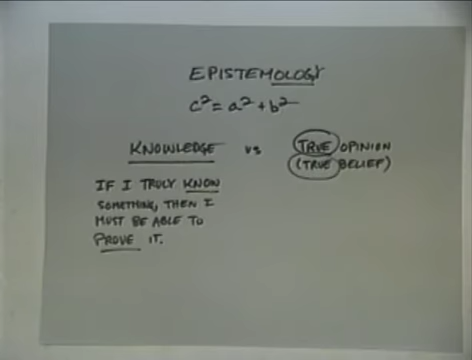 EPISTEMOLOGY
c² = a² + b²
KNOWLEDGE vs TRUE OPINION
(TRUE BELIEF)
IF I TRULY KNOW
SOMETHING, THEN I
MUST BE ABLE TO
PROVE IT.